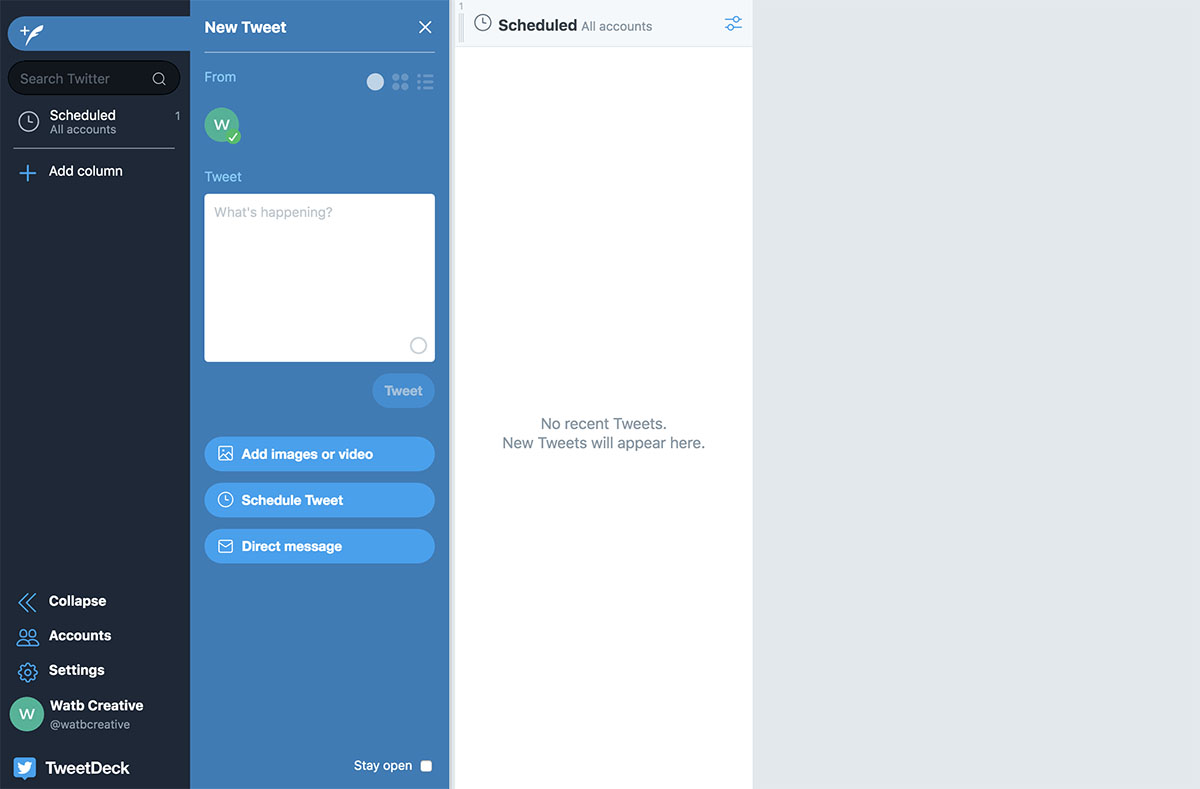 Search Twitter
Scheduled 1
All accounts
Add column
Collapse
Accounts
Settings
W
Watb Creative
@watbcreative
TweetDeck
New Tweet
From
W
Tweet
What's happening?
Tweet
Add images or video
Schedule Tweet
Direct message
Stay open
1
Scheduled All accounts
No recent Tweets.
New Tweets will appear here.